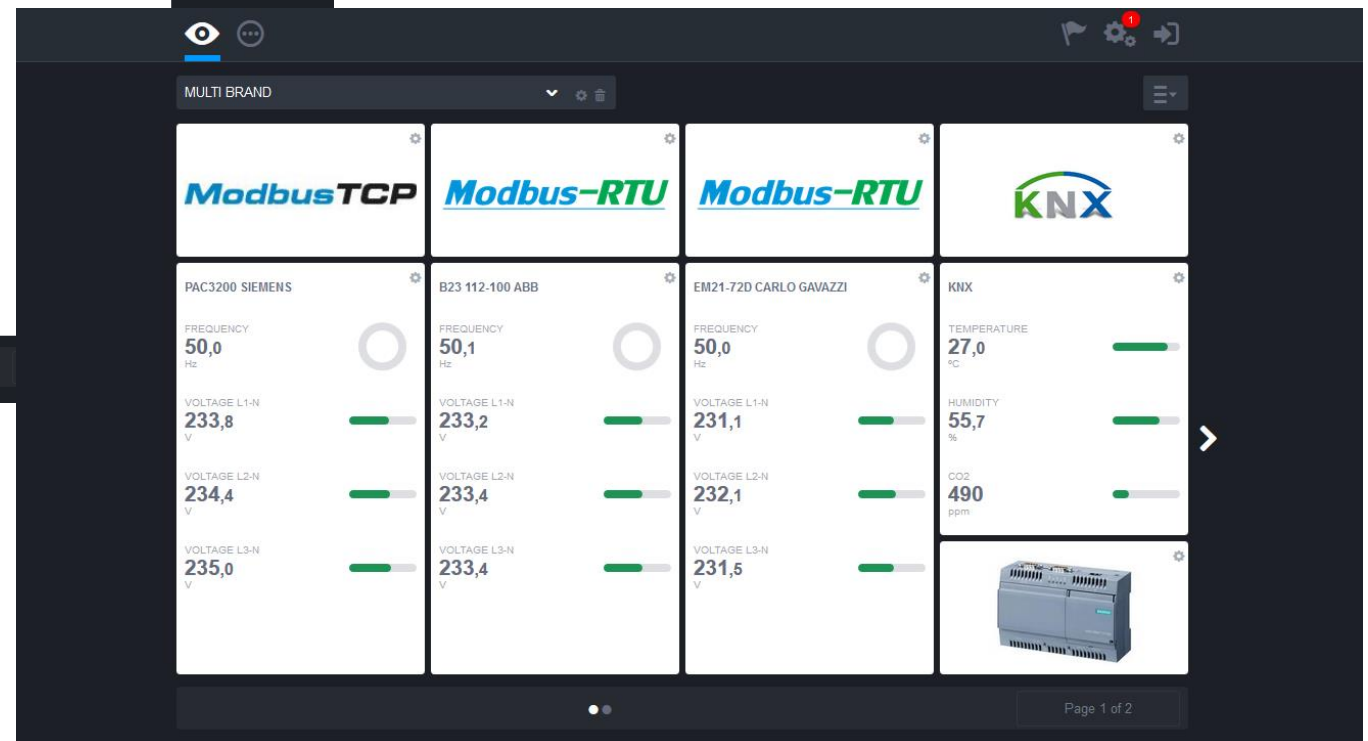 1
MULTI BRAND
ModbusTCP
Modbus-RTU
Modbus-RTU
KNX
PAC3200 SIEMENS
FREQUENCY
50,0
Hz
VOLTAGE L1-N
233,8
V
VOLTAGE L2-N
234,4
V
VOLTAGE L3-N
235,0
V
B23 112-100 ABB
FREQUENCY
50,1
Hz
VOLTAGE L1-N
233,2
V
VOLTAGE L2-N
233,4
V
VOLTAGE L3-N
233,4
V
EM21-72D CARLO GAVAZZI
FREQUENCY
50,0
Hz
VOLTAGE L1-N
231,1
V
VOLTAGE L2-N
232,1
V
VOLTAGE L3-N
231,5
V
KNX
TEMPERATURE
27,0
ºC
HUMIDITY
55,7
%
CO2
490
ppm
Page 1 of 2